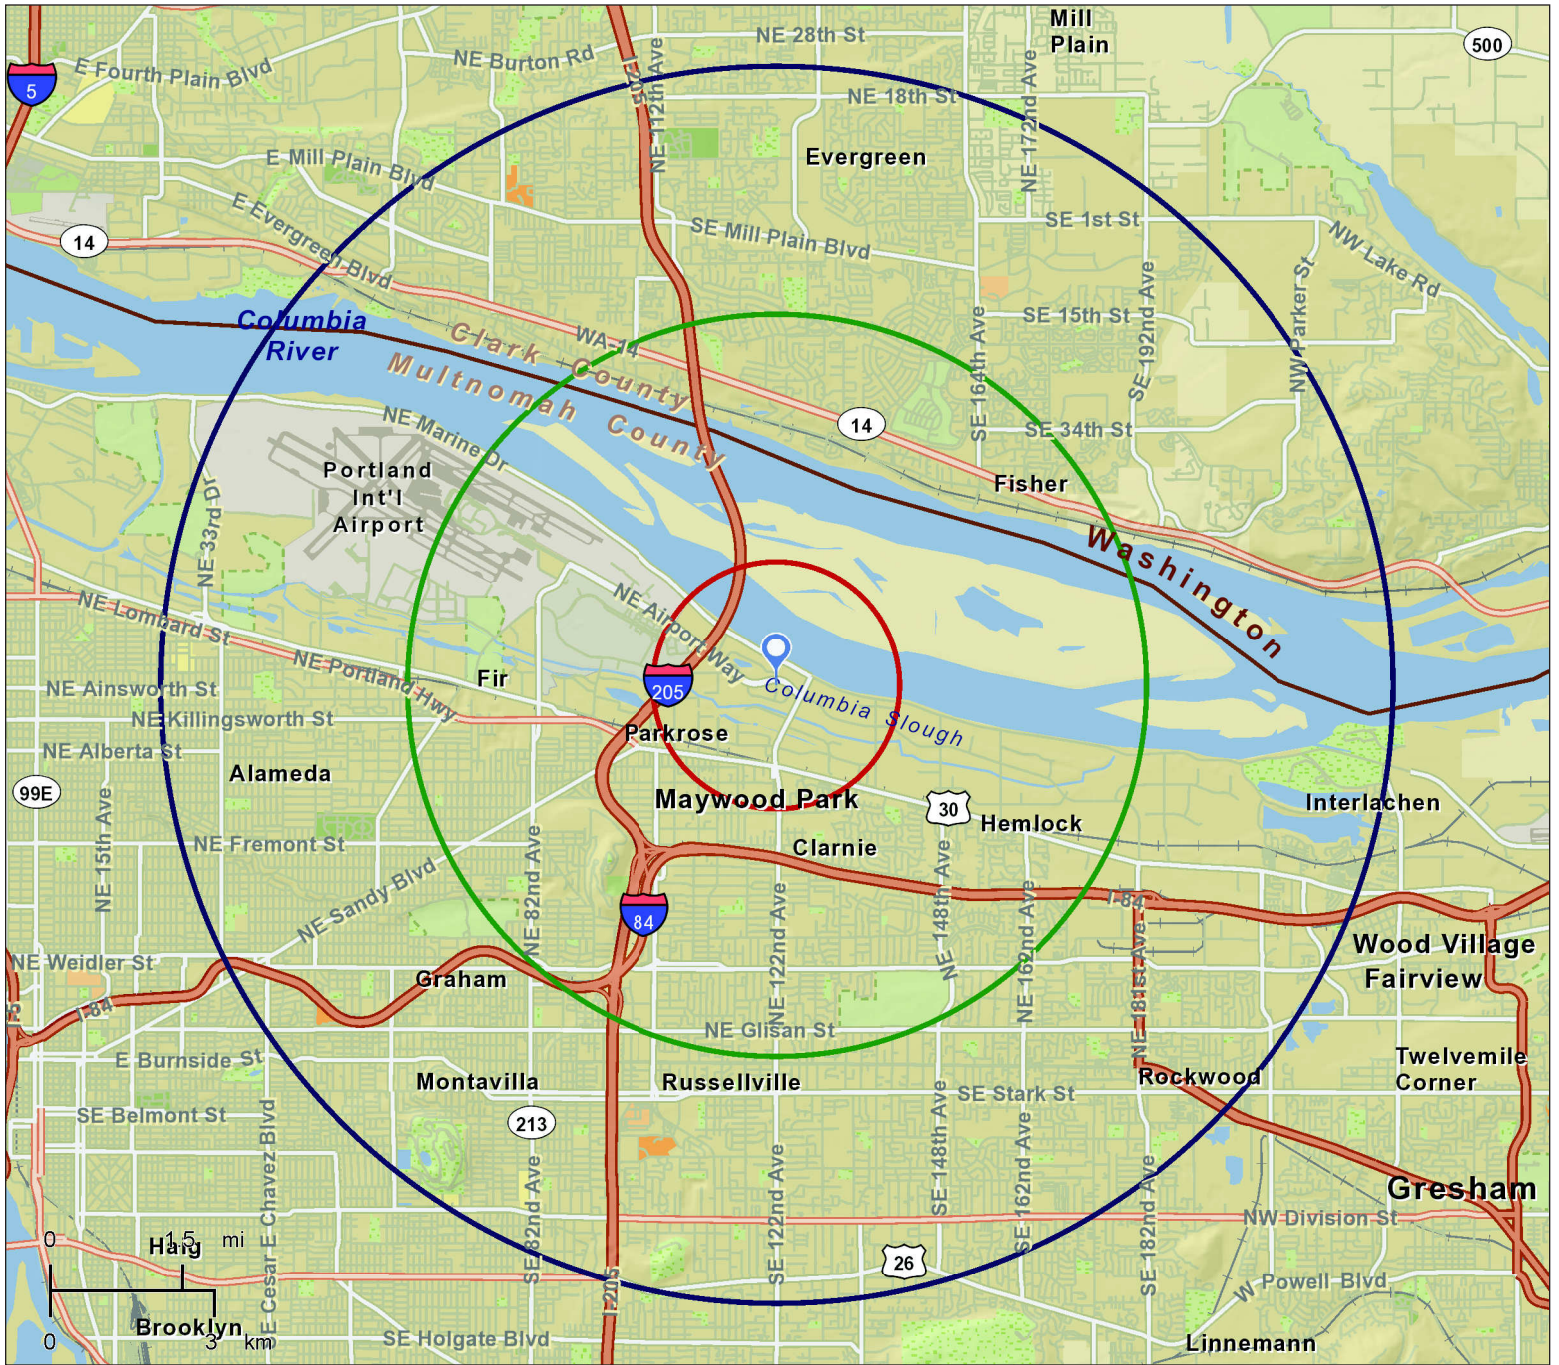 Mill
Plain
NE 28th St
500
E Fourth Plain Blvd
NE Burton Rd
5
I-205
NE 112th Ave
NE 18th St
NE 172nd Ave
E Mill Plain Blvd
Evergreen
E Evergreen Blvd
14
SE Mill Plain Blvd
SE 1st St
NW Lake Rd
Columbia
River
Clark County
WA-14
SE 164th Ave
SE 15th St
SE 192nd Ave
NW Parker St
Multnomah County
NE Marine Dr
14
SE 34th St
Portland
Int'l
Airport
Fisher
NE 33rd Dr
Washington
NE Lombard St
NE Airport Way
NE Portland Hwy
Fir
205
Columbia Slough
NE Ainsworth St
NE Killingsworth St
NE Alberta St
Parkrose
Alameda
99E
NE 15th Ave
Maywood Park
30
Hemlock
Interlachen
NE Fremont St
NE 82nd Ave
Clarnie
NE Sandy Blvd
84
NE 122nd Ave
NE 148th Ave
NE 162nd Ave
I-84
NE 181st Ave
Wood Village
Fairview
NE Weidler St
Graham
I-84
NE Glisan St
E Burnside St
Montavilla
Russellville
SE Stark St
Rockwood
Twelvemile
Corner
SE Belmont St
213
SE Cesar E Chavez Blvd
SE 82nd Ave
SE 122nd Ave
SE 148th Ave
SE 162nd Ave
SE 182nd Ave
Gresham
NW Division St
0 1.5 mi
Haig
26
I-205
W Powell Blvd
Brooklyn
0 3 km
SE Holgate Blvd
Linnemann